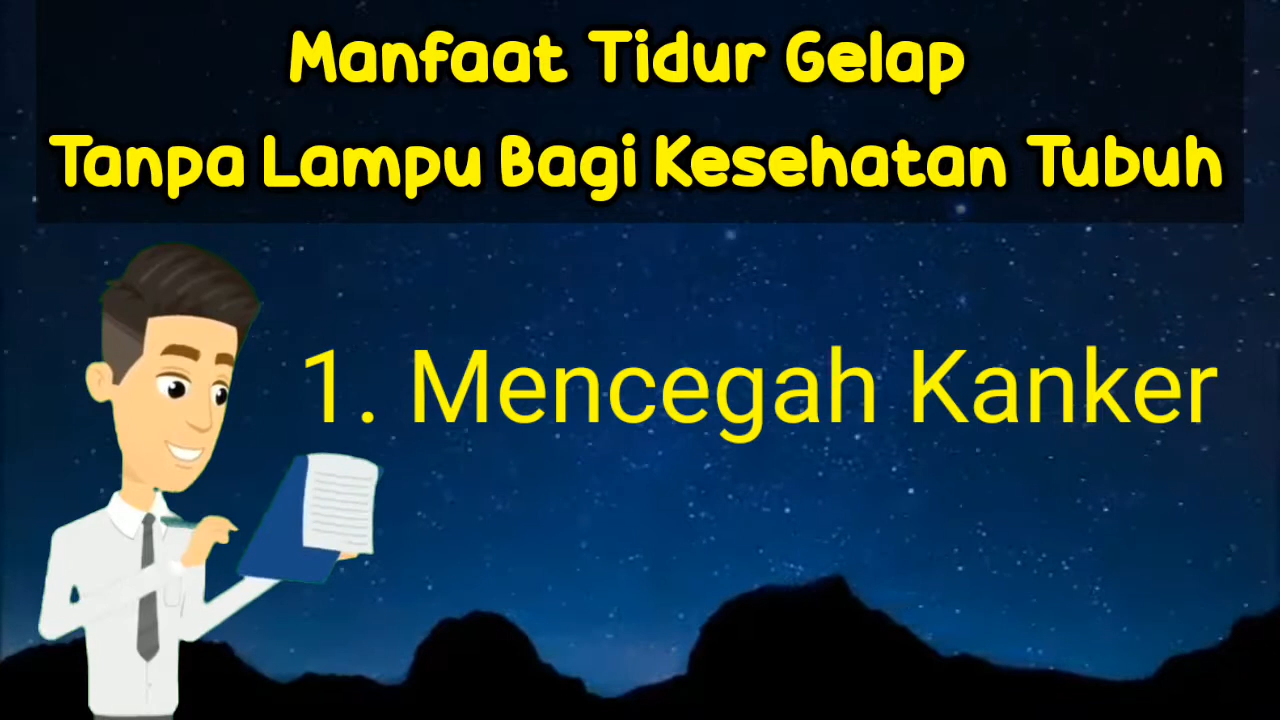 Manfaat Tidur Gelap
Tanpa Lampu Bagi Kesehatan Tubuh
1. Mencegah Kanker